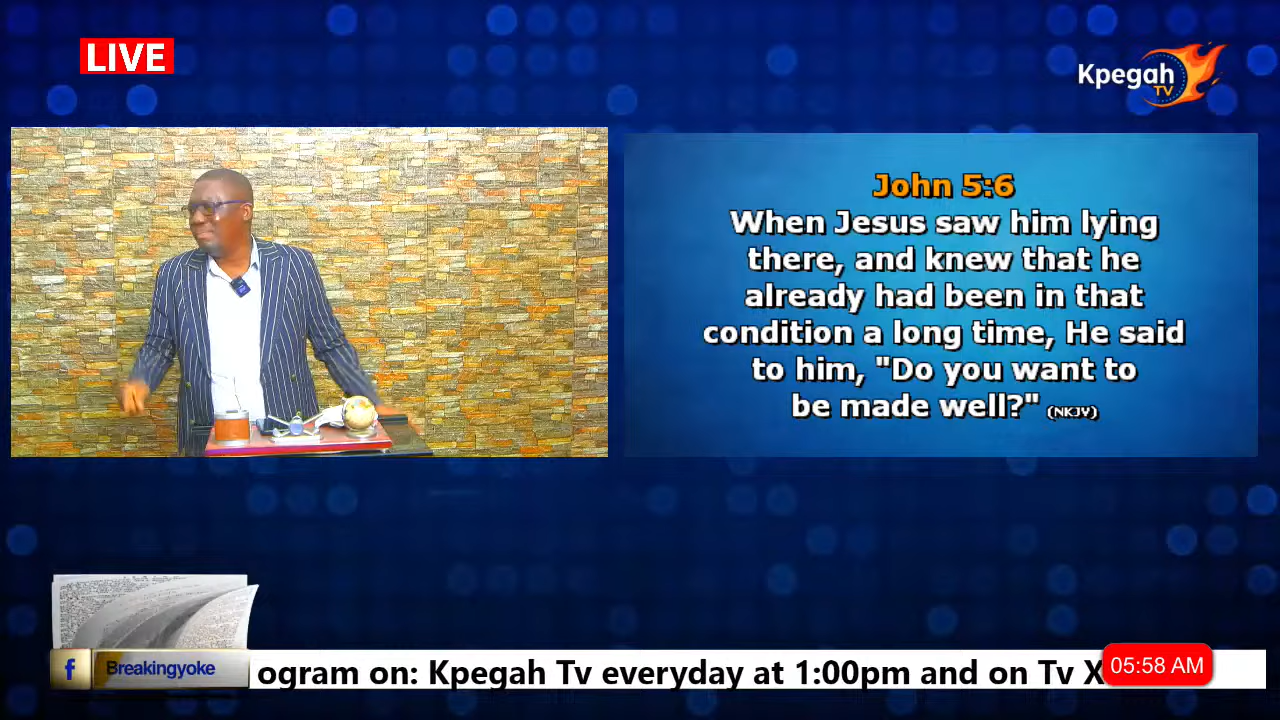 LIVE
Kpegah
TV
John 5:6
When Jesus saw him lying
there, and knew that he
already had been in that
condition a long time, He said
to him, "Do you want to
be made well?" (NKJV)
f Breakingyoke
ogram on: Kpegah Tv everyday at 1:00pm and on Tv X
05:58 AM